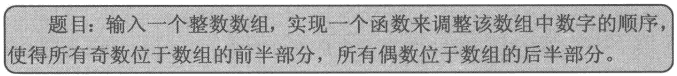 题目：输入一个整数数组，实现一个函数来调整该数组中数字的顺序，
使得所有奇数位于数组的前半部分，所有偶数位于数组的后半部分。